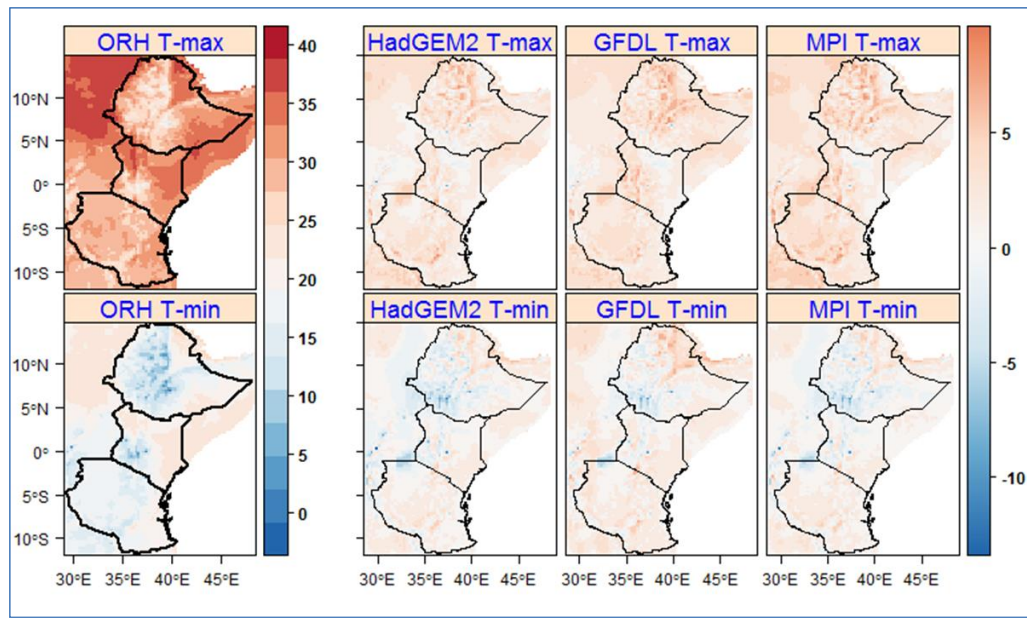 ORH T-max
HadGEM2 T-max
GFDL T-max
MPI T-max
10°N
5°N
0°
5°S
10°S
40
35
30
25
20
15
10
5
0
5
0
-5
-10
ORH T-min
HadGEM2 T-min
GFDL T-min
MPI T-min
10°N
5°N
0°
5°S
10°S
30°E 35°E 40°E 45°E
30°E 35°E 40°E 45°E
30°E 35°E 40°E 45°E
30°E 35°E 40°E 45°E